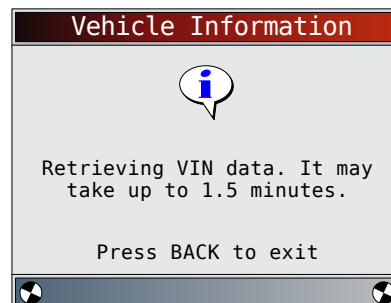 Vehicle Information
Retrieving VIN data. It may
take up to 1.5 minutes.
Press BACK to exit